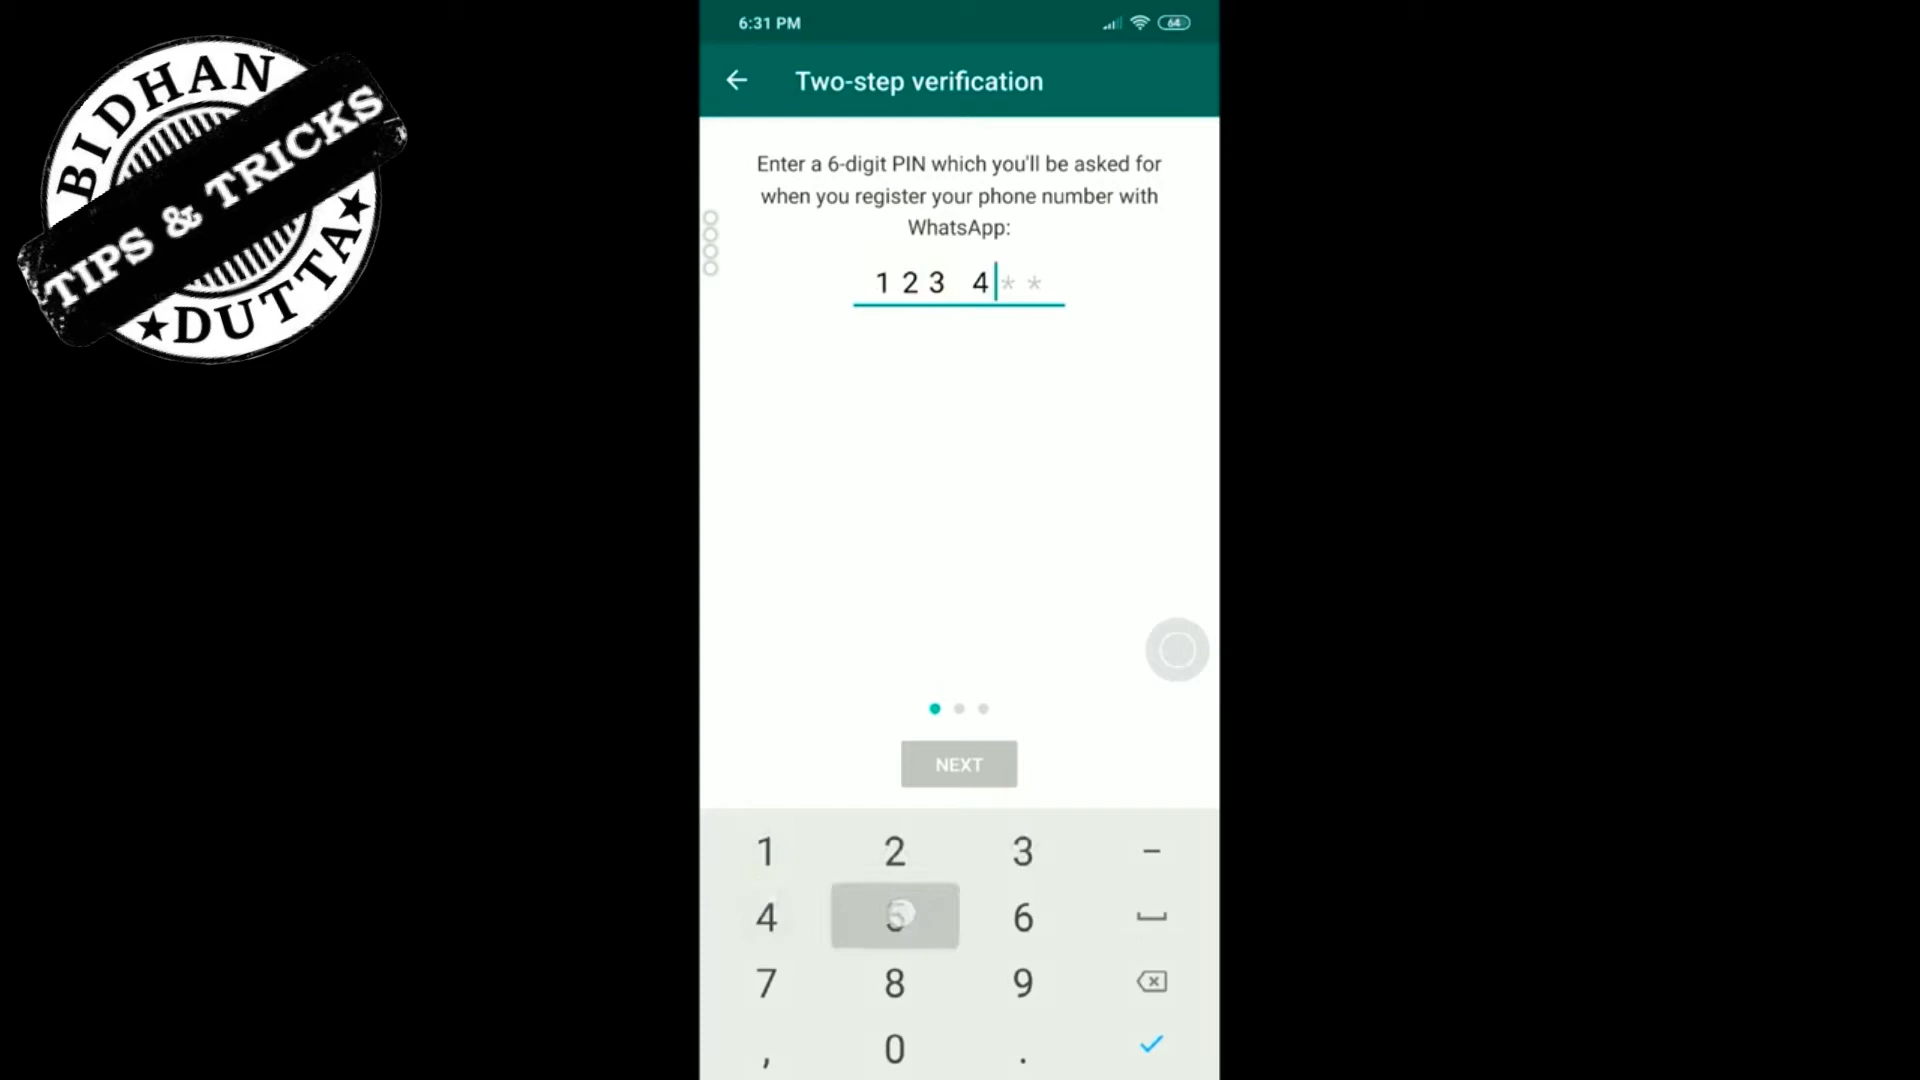 BIDHAN
TIPS & TRICKS
★DUTTA★
6:31 PM
64
Two-step verification
Enter a 6-digit PIN which you'll be asked for
when you register your phone number with
WhatsApp:
1 2 3 4 * *
NEXT
1 2 3 –
4 5 6
7 8 9
, 0 .